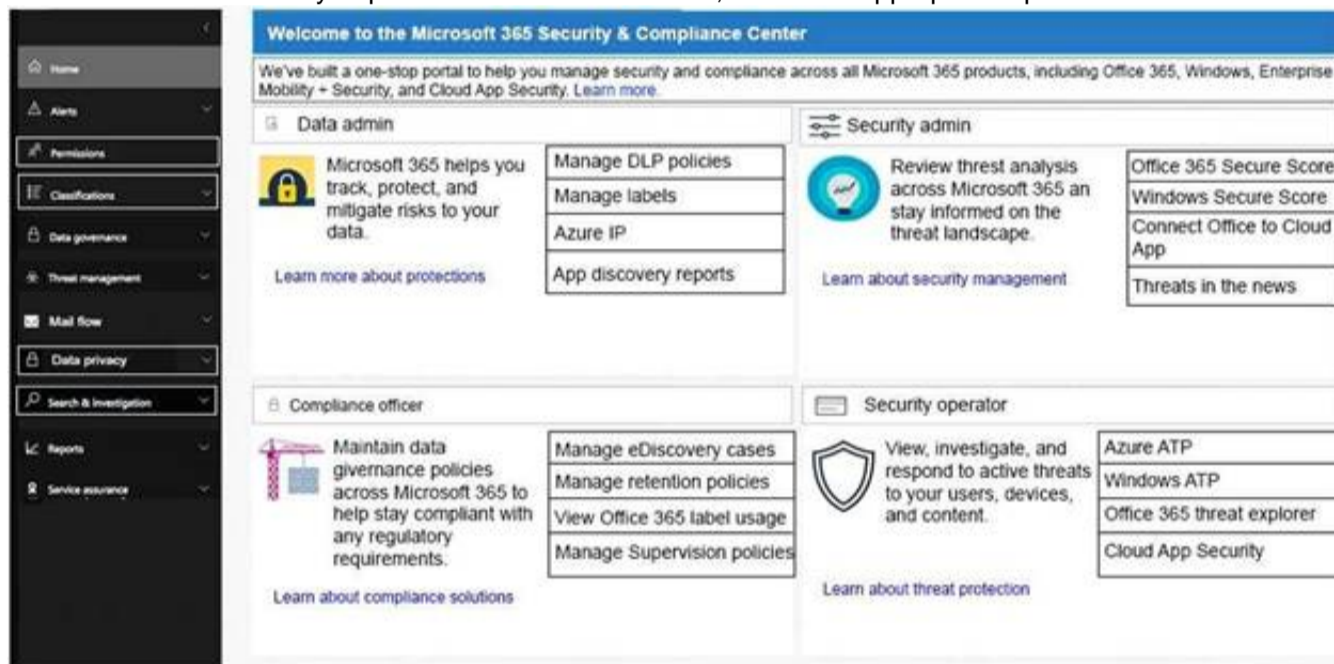 Home
Alerts
Permissions
Classifications
Data governance
Threat management
Mail flow
Data privacy
Search & investigation
Reports
Service assurance
Welcome to the Microsoft 365 Security & Compliance Center
We've built a one-stop portal to help you manage security and compliance across all Microsoft 365 products, including Office 365, Windows, Enterprise
Mobility + Security, and Cloud App Security. Learn more.
Data admin
Microsoft 365 helps you
track, protect, and
mitigate risks to your
data.
Learn more about protections
Manage DLP policies
Manage labels
Azure IP
App discovery reports
Security admin
Review threst analysis
across Microsoft 365 an
stay informed on the
threat landscape.
Learn about security management
Office 365 Secure Score
Windows Secure Score
Connect Office to Cloud
App
Threats in the news
Compliance officer
Maintain data
givernance policies
across Microsoft 365 to
help stay compliant with
any regulatory
requirements.
Learn about compliance solutions
Manage eDiscovery cases
Manage retention policies
View Office 365 label usage
Manage Supervision policies
Security operator
View, investigate, and
respond to active threats
to your users, devices,
and content.
Learn about threat protection
Azure ATP
Windows ATP
Office 365 threat explorer
Cloud App Security